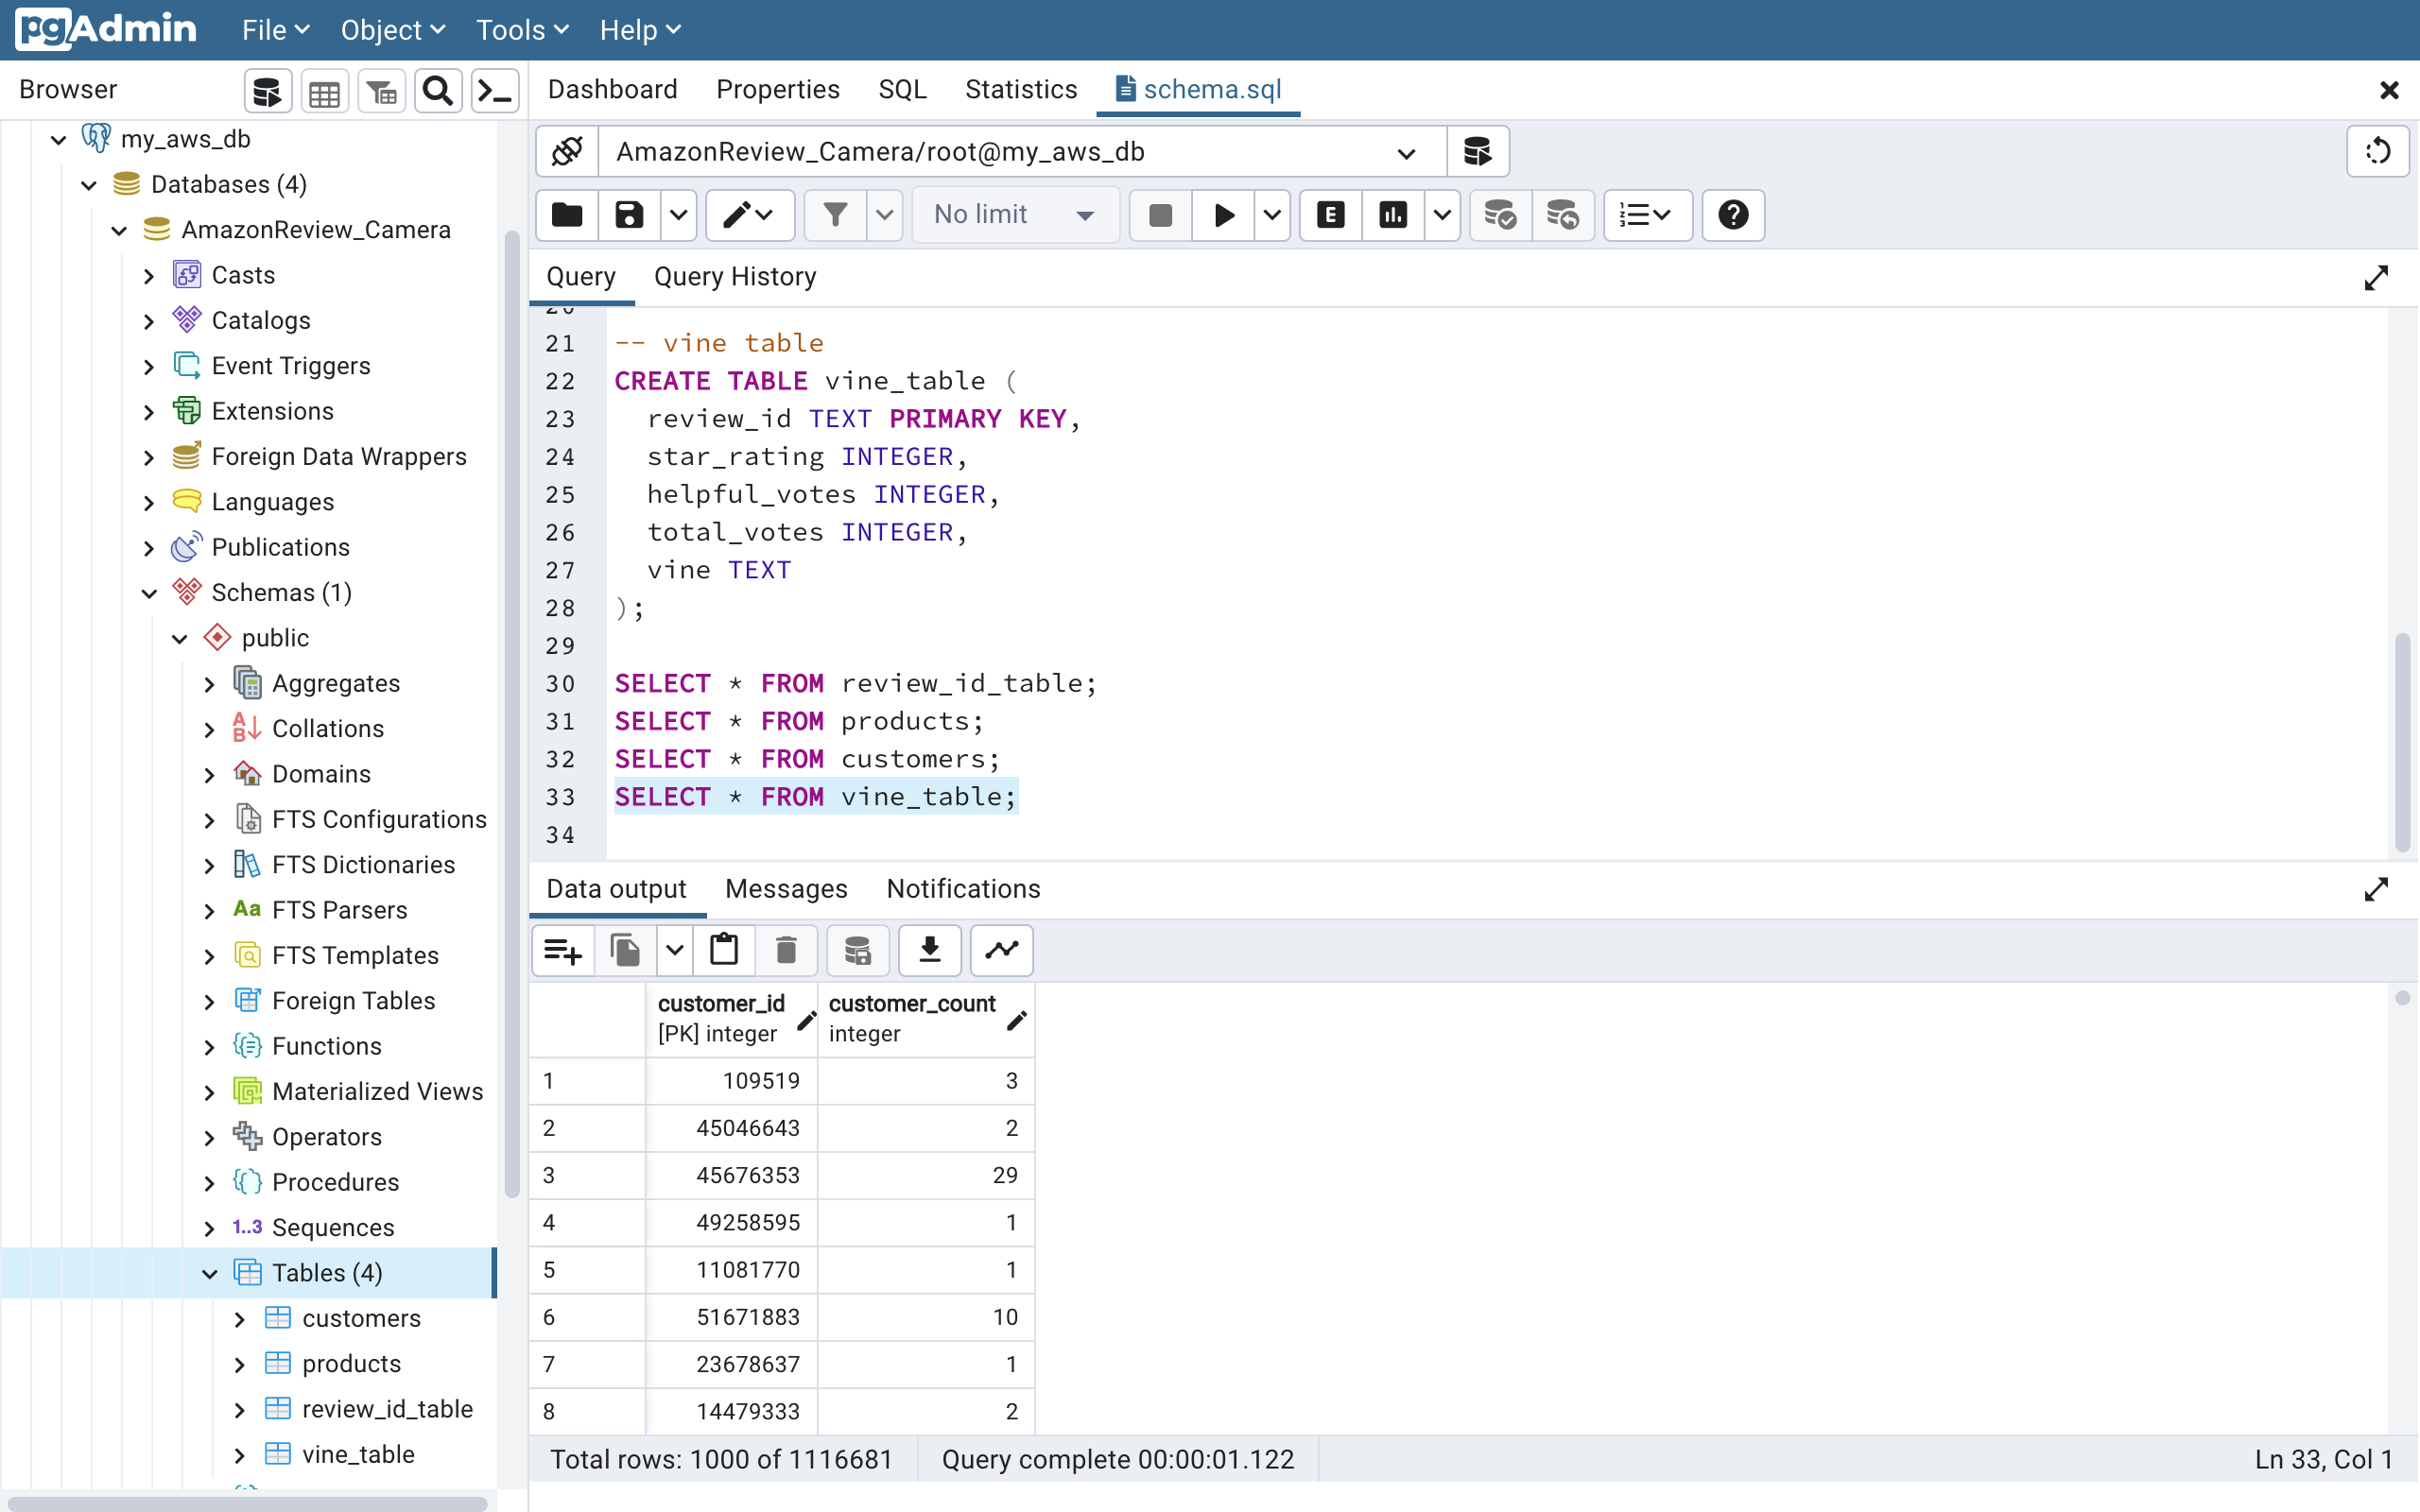 pgAdmin File Object Tools Help
Browser
Dashboard Properties SQL Statistics schema.sql
my_aws_db
Databases (4)
AmazonReview_Camera
Casts
Catalogs
Event Triggers
Extensions
Foreign Data Wrappers
Languages
Publications
Schemas (1)
public
Aggregates
Collations
Domains
FTS Configurations
FTS Dictionaries
Aa FTS Parsers
FTS Templates
Foreign Tables
Functions
Materialized Views
Operators
Procedures
1..3 Sequences
Tables (4)
customers
products
review_id_table
vine_table
AmazonReview_Camera/root@my_aws_db
No limit E
Query Query History
20
21 -- vine table
22 CREATE TABLE vine_table (
23 review_id TEXT PRIMARY KEY,
24 star_rating INTEGER,
25 helpful_votes INTEGER,
26 total_votes INTEGER,
27 vine TEXT
28 );
29
30 SELECT * FROM review_id_table;
31 SELECT * FROM products;
32 SELECT * FROM customers;
33 SELECT * FROM vine_table;
34
Data output Messages Notifications
customer_id customer_count
[PK] integer integer
1 109519 3
2 45046643 2
3 45676353 29
4 49258595 1
5 11081770 1
6 51671883 10
7 23678637 1
8 14479333 2
Total rows: 1000 of 1116681 Query complete 00:00:01.122 Ln 33, Col 1